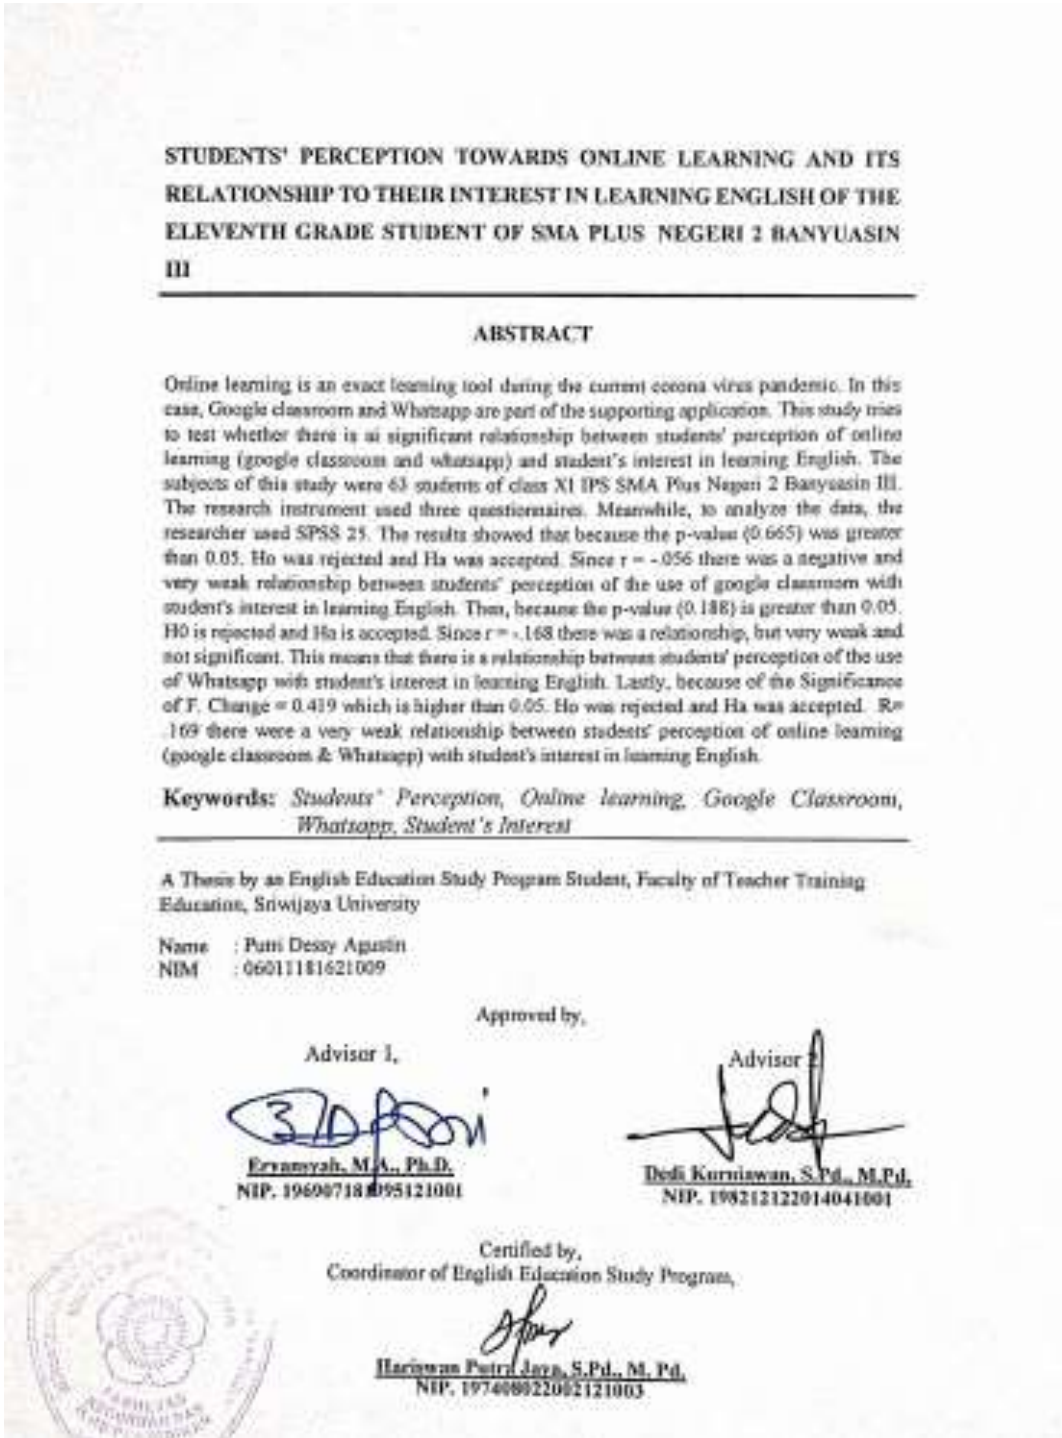 STUDENTS' PERCEPTION TOWARDS ONLINE LEARNING AND ITS
RELATIONSHIP TO THEIR INTEREST IN LEARNING ENGLISH OF THE
ELEVENTH GRADE STUDENT OF SMA PLUS NEGERI 2 BANYUASIN
III
ABSTRACT
Online learning is an exact learning tool during the current corona virus pandemic. In this
case, Google classroom and Whatsapp are part of the supporting application. This study tries
to test whether there is ai significant relationship between students' perception of online
learning (google classroom and whatsapp) and student's interest in learning English. The
subjects of this study were 63 students of class XI IPS SMA Plus Negeri 2 Banyuasin III.
The research instrument used three questionnaires. Meanwhile, to analyze the data, the
researcher used SPSS 25. The results showed that because the p-value (0.665) was greater
than 0.05. Ho was rejected and Ha was accepted. Since r = -.056 there was a negative and
very weak relationship between students' perception of the use of google classroom with
student's interest in learning English. Then, because the p-value (0.188) is greater than 0.05.
H0 is rejected and Ha is accepted. Since r = -.168 there was a relationship, but very weak and
not significant. This means that there is a relationship between students' perception of the use
of Whatsapp with student's interest in learning English. Lastly, because of the Significance
of F. Change = 0.419 which is higher than 0.05. Ho was rejected and Ha was accepted. R=
.169 there were a very weak relationship between students' perception of online learning
(google classroom & Whatsapp) with student's interest in learning English.
Keywords: Students' Perception, Online learning, Google Classroom,
Whatsapp, Student's Interest
A Thesis by an English Education Study Program Student, Faculty of Teacher Training
Education, Sriwijaya University
Name : Putri Dessy Agustin
NIM : 06011181621009
Approved by,
Advisor 1,
Advisor 2
Ervansyah, M.A., Ph.D.
NIP. 196907181995121001
Dedi Kurniawan, S.Pd., M.Pd.
NIP. 198212122014041001
Certified by,
Coordinator of English Education Study Program,
Hariswan Putra Jaya, S.Pd., M. Pd.
NIP. 197408022002121003
FAKULTAS
KEGURUAN DAN